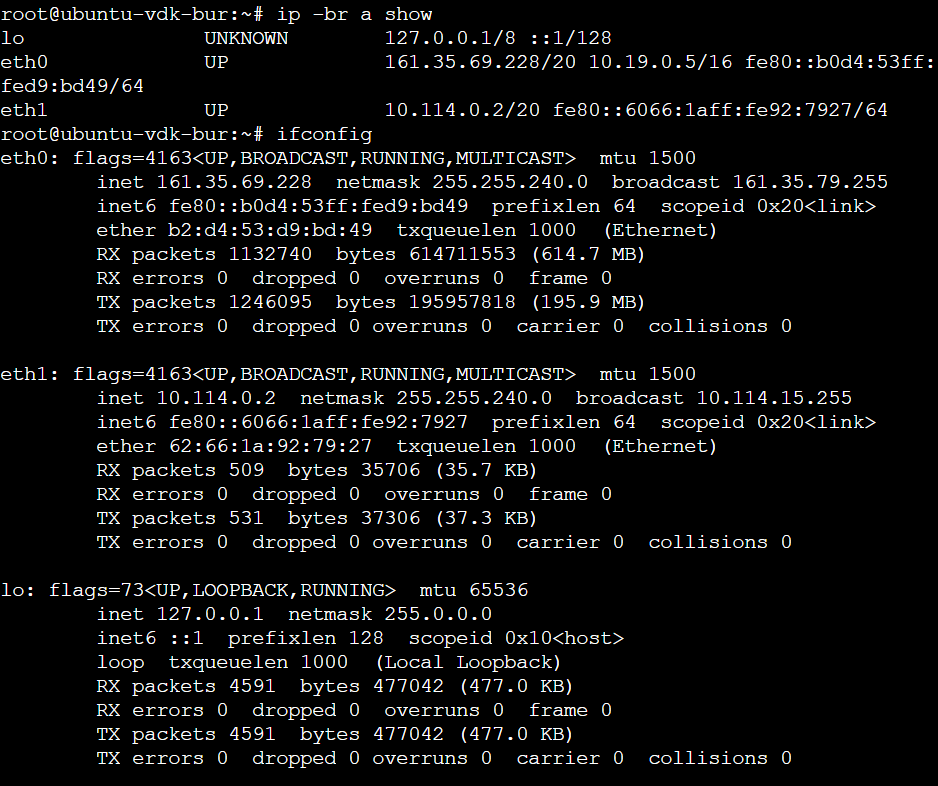 root@ubuntu-vdk-bur:~# ip -br a show
lo               UNKNOWN        127.0.0.1/8 ::1/128
eth0             UP             161.35.69.228/20 10.19.0.5/16 fe80::b0d4:53ff:
fed9:bd49/64
eth1             UP             10.114.0.2/20 fe80::6066:1aff:fe92:7927/64
root@ubuntu-vdk-bur:~# ifconfig
eth0: flags=4163<UP,BROADCAST,RUNNING,MULTICAST>  mtu 1500
        inet 161.35.69.228  netmask 255.255.240.0  broadcast 161.35.79.255
        inet6 fe80::b0d4:53ff:fed9:bd49  prefixlen 64  scopeid 0x20<link>
        ether b2:d4:53:d9:bd:49  txqueuelen 1000  (Ethernet)
        RX packets 1132740  bytes 614711553 (614.7 MB)
        RX errors 0  dropped 0  overruns 0  frame 0
        TX packets 1246095  bytes 195957818 (195.9 MB)
        TX errors 0  dropped 0 overruns 0  carrier 0  collisions 0

eth1: flags=4163<UP,BROADCAST,RUNNING,MULTICAST>  mtu 1500
        inet 10.114.0.2  netmask 255.255.240.0  broadcast 10.114.15.255
        inet6 fe80::6066:1aff:fe92:7927  prefixlen 64  scopeid 0x20<link>
        ether 62:66:1a:92:79:27  txqueuelen 1000  (Ethernet)
        RX packets 509  bytes 35706 (35.7 KB)
        RX errors 0  dropped 0  overruns 0  frame 0
        TX packets 531  bytes 37306 (37.3 KB)
        TX errors 0  dropped 0 overruns 0  carrier 0  collisions 0

lo: flags=73<UP,LOOPBACK,RUNNING>  mtu 65536
        inet 127.0.0.1  netmask 255.0.0.0
        inet6 ::1  prefixlen 128  scopeid 0x10<host>
        loop  txqueuelen 1000  (Local Loopback)
        RX packets 4591  bytes 477042 (477.0 KB)
        RX errors 0  dropped 0  overruns 0  frame 0
        TX packets 4591  bytes 477042 (477.0 KB)
        TX errors 0  dropped 0 overruns 0  carrier 0  collisions 0